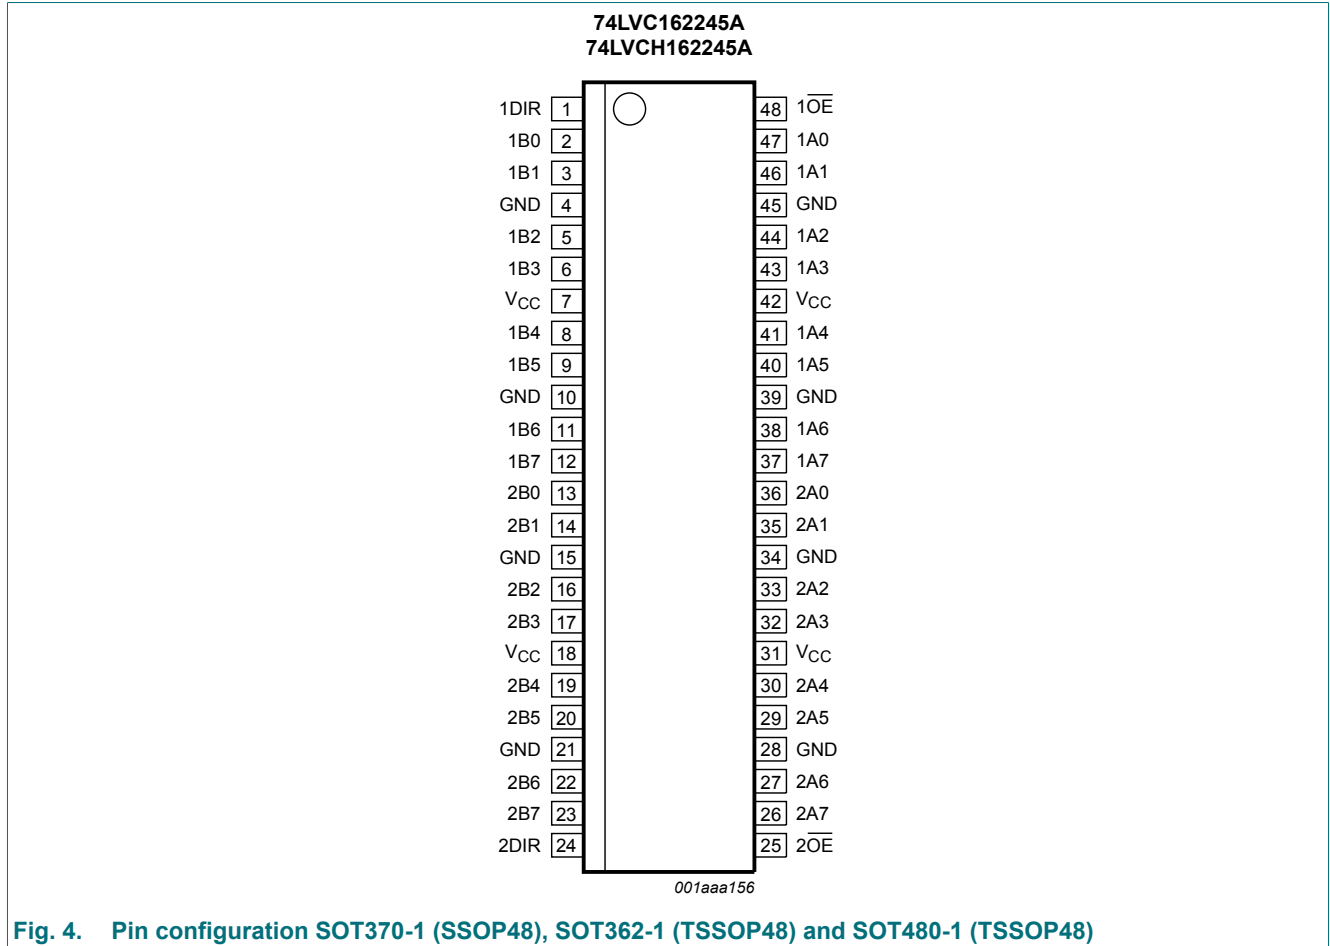 74LVC162245A
74LVCH162245A
1DIR 1 48 1O̅E̅
1B0 2 47 1A0
1B1 3 46 1A1
GND 4 45 GND
1B2 5 44 1A2
1B3 6 43 1A3
VCC 7 42 VCC
1B4 8 41 1A4
1B5 9 40 1A5
GND 10 39 GND
1B6 11 38 1A6
1B7 12 37 1A7
2B0 13 36 2A0
2B1 14 35 2A1
GND 15 34 GND
2B2 16 33 2A2
2B3 17 32 2A3
VCC 18 31 VCC
2B4 19 30 2A4
2B5 20 29 2A5
GND 21 28 GND
2B6 22 27 2A6
2B7 23 26 2A7
2DIR 24 25 2O̅E̅
001aaa156
Fig. 4. Pin configuration SOT370-1 (SSOP48), SOT362-1 (TSSOP48) and SOT480-1 (TSSOP48)